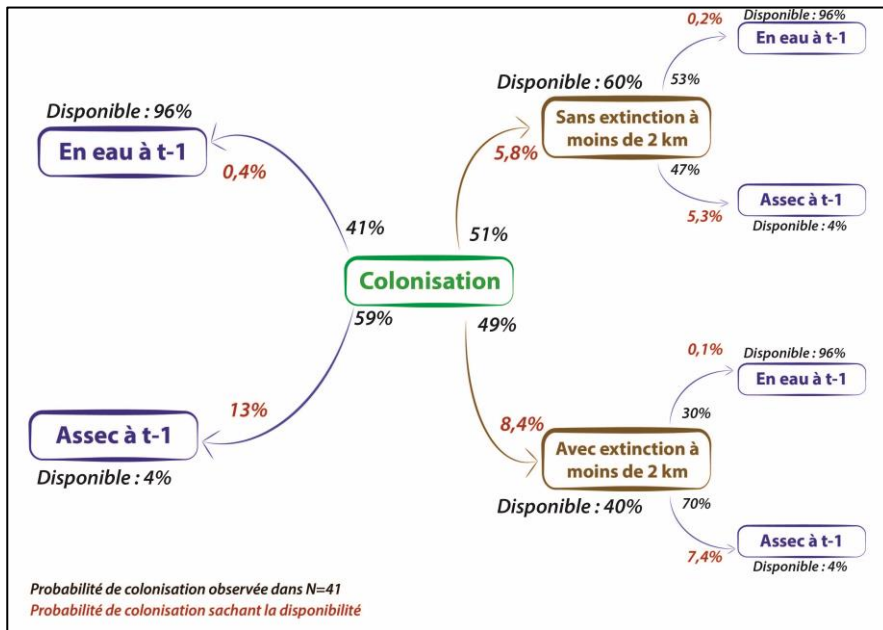 Disponible : 96%
En eau à t-1
0,4%
41%
Colonisation
59%
13%
Assec à t-1
Disponible : 4%
Disponible : 60%
Sans extinction à
moins de 2 km
5,8%
51%
0,2%
Disponible : 96%
En eau à t-1
53%
47%
Assec à t-1
5,3%
Disponible : 4%
49%
8,4%
Avec extinction à
moins de 2 km
Disponible : 40%
0,1%
Disponible : 96%
En eau à t-1
30%
70%
Assec à t-1
7,4%
Disponible : 4%
Probabilité de colonisation observée dans N=41
Probabilité de colonisation sachant la disponibilité